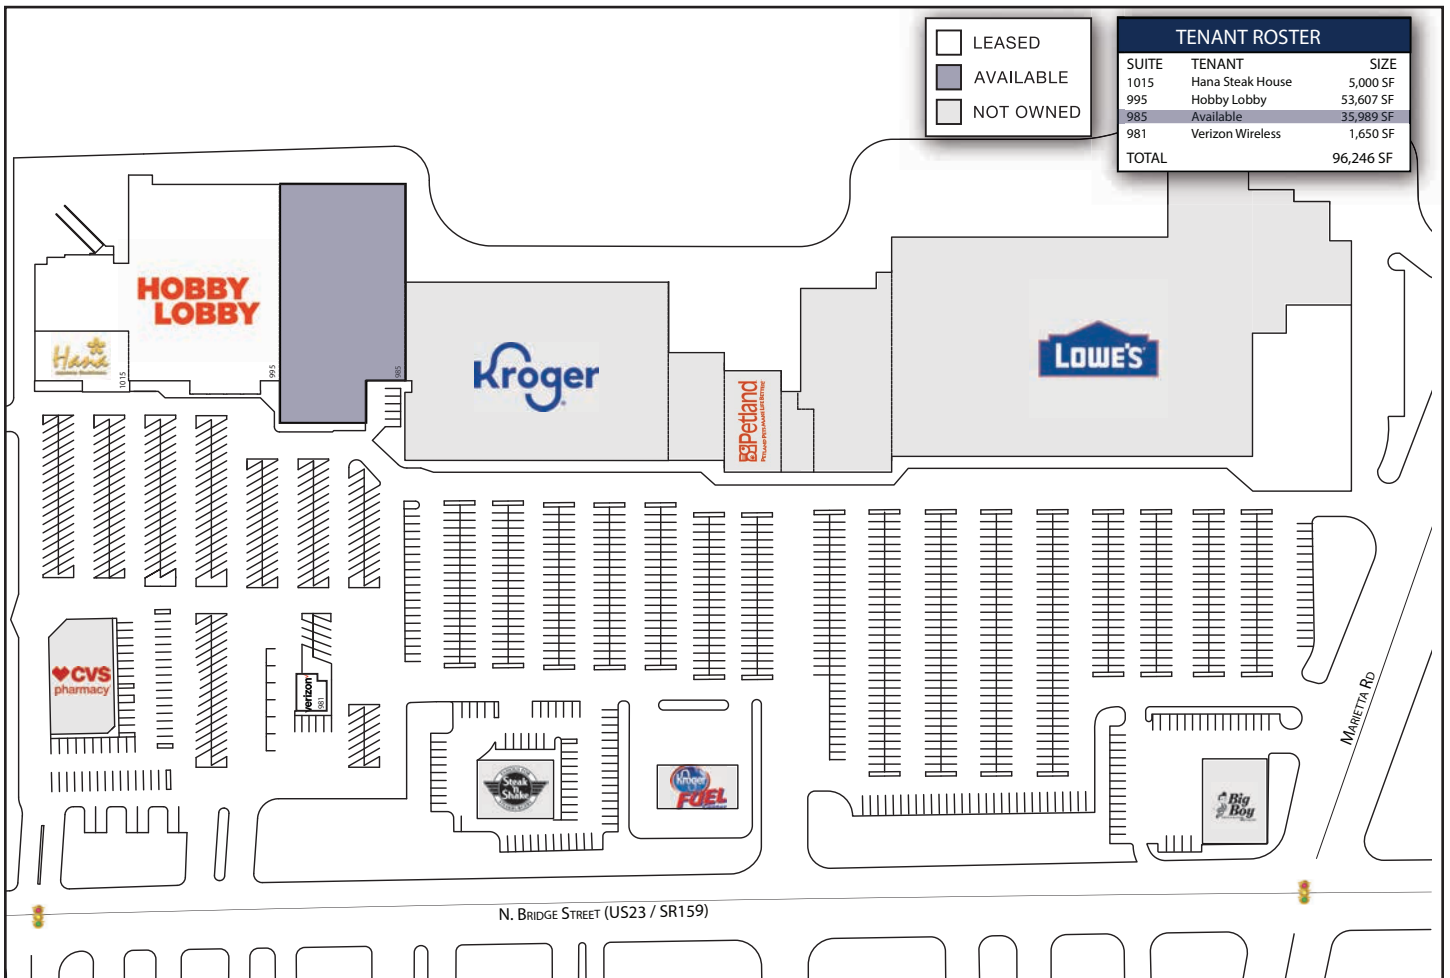 LEASED
AVAILABLE
NOT OWNED
TENANT ROSTER
SUITE TENANT SIZE
1015 Hana Steak House 5,000 SF
995 Hobby Lobby 53,607 SF
985 Available 35,989 SF
981 Verizon Wireless 1,650 SF
TOTAL 96,246 SF
HOBBY
LOBBY
Hana
1015
995
985
Kroger
Petland
LOWE'S
CVS
pharmacy
verizon
981
Steak
n
Shake
Kroger
FUEL
Big
Boy
MARIETTA RD
N. BRIDGE STREET (US23 / SR159)